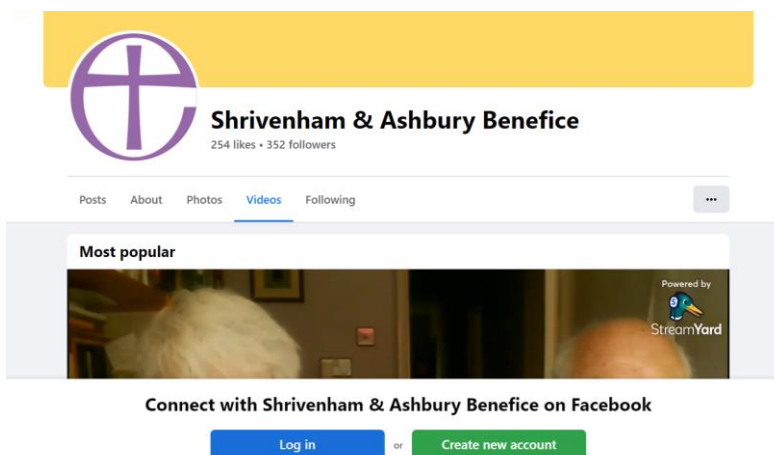 Shrivenham & Ashbury Benefice
254 likes • 352 followers
Posts About Photos Videos Following ...
Most popular
Powered by
StreamYard
Connect with Shrivenham & Ashbury Benefice on Facebook
Log in or Create new account